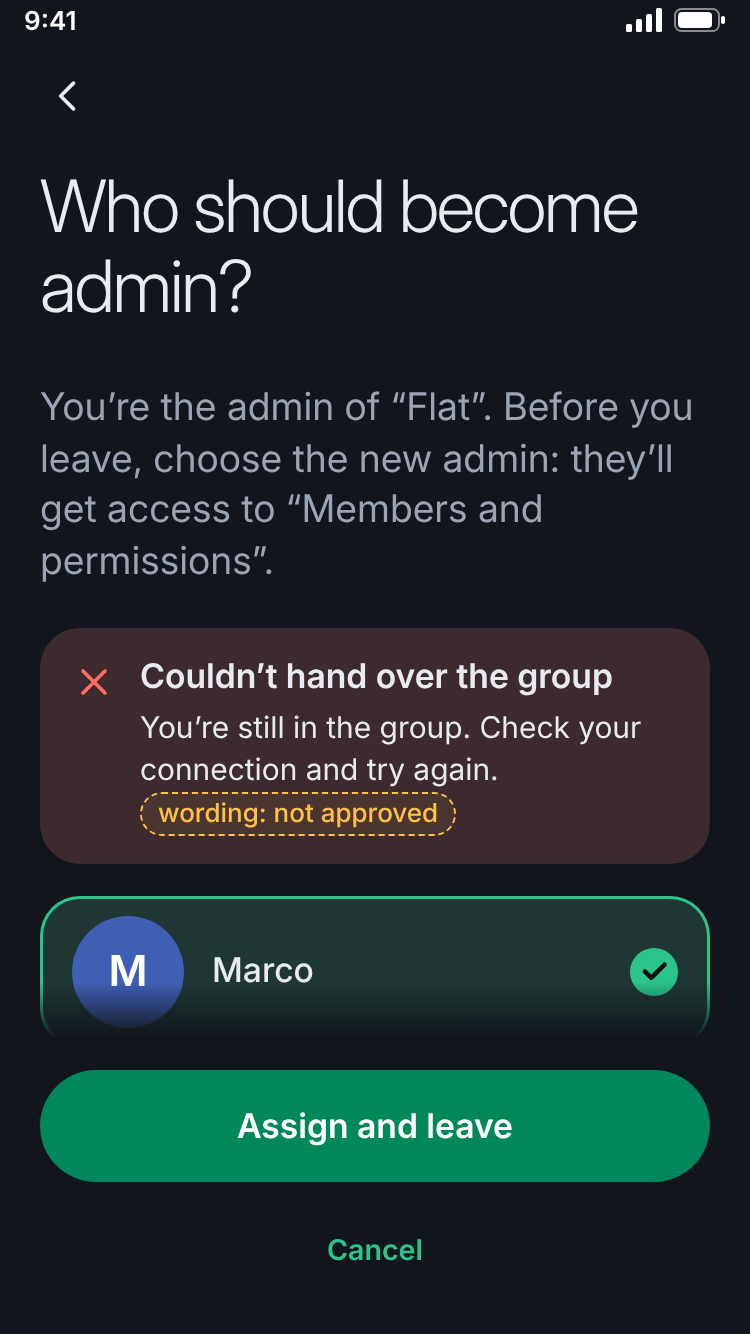 9:41
Who should become
admin?
You’re the admin of “Flat”. Before you
leave, choose the new admin: they’ll
get access to “Members and
permissions”.
Couldn’t hand over the group
You’re still in the group. Check your
connection and try again.
wording: not approved
M
Marco
Assign and leave
Cancel